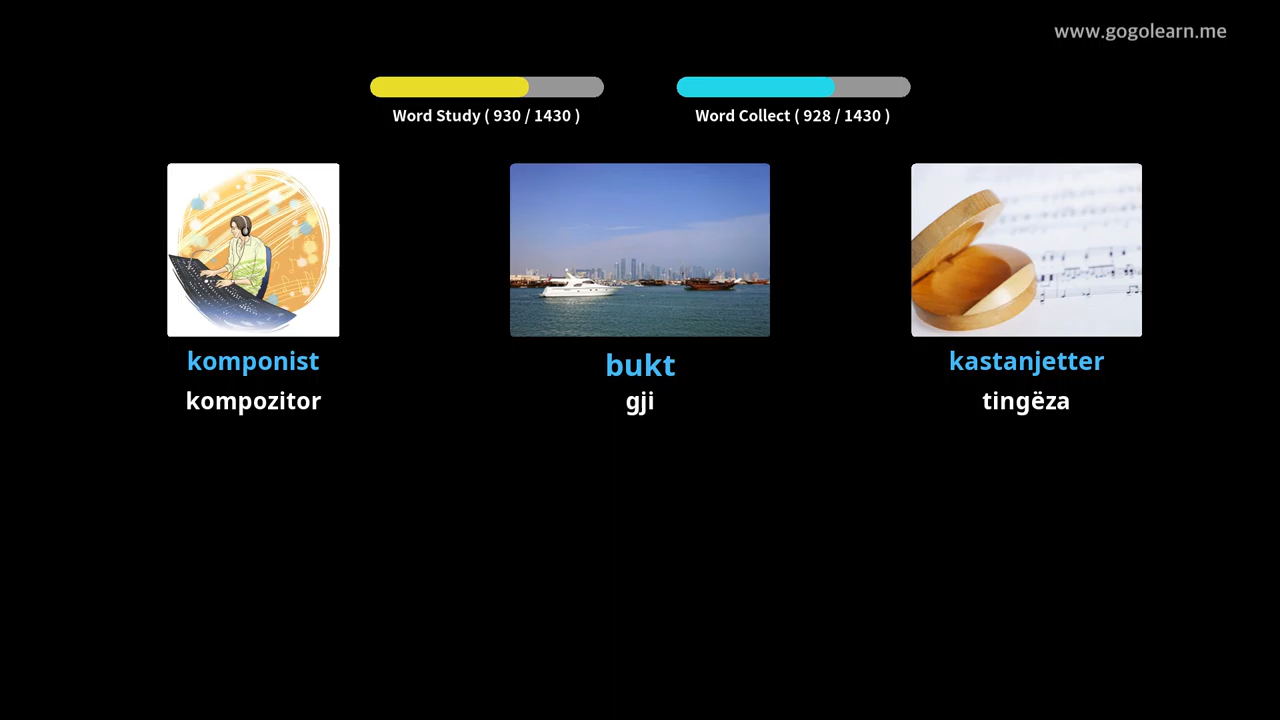 www.gogolearn.me
Word Study ( 930 / 1430 )
Word Collect ( 928 / 1430 )
komponist
kompozitor
bukt
gji
kastanjetter
tingëza